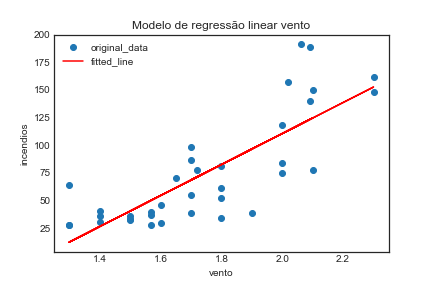 Modelo de regressão linear vento
200
175
150
125
100
75
50
25
original_data
fitted_line
incendios
1.4
1.6
1.8
2.0
2.2
vento